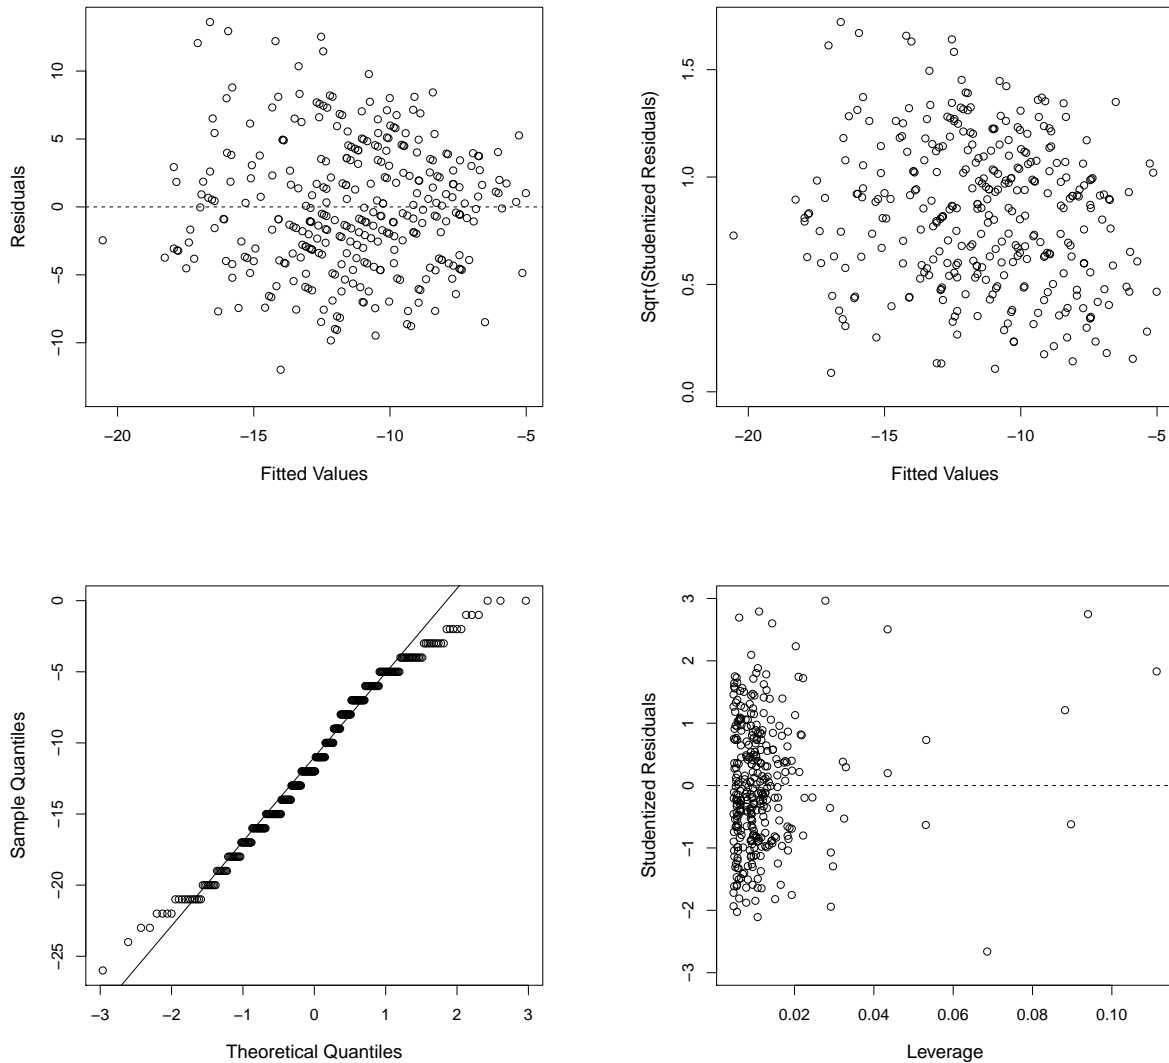 10
5
0
−5
−10
Residuals
−20 −15 −10 −5
Fitted Values
1.5
1.0
0.5
0.0
Sqrt(Studentized Residuals)
−20 −15 −10 −5
Fitted Values
0
−5
−10
−15
−20
−25
Sample Quantiles
−3 −2 −1 0 1 2 3
Theoretical Quantiles
3
2
1
0
−1
−2
−3
Studentized Residuals
0.02 0.04 0.06 0.08 0.10
Leverage